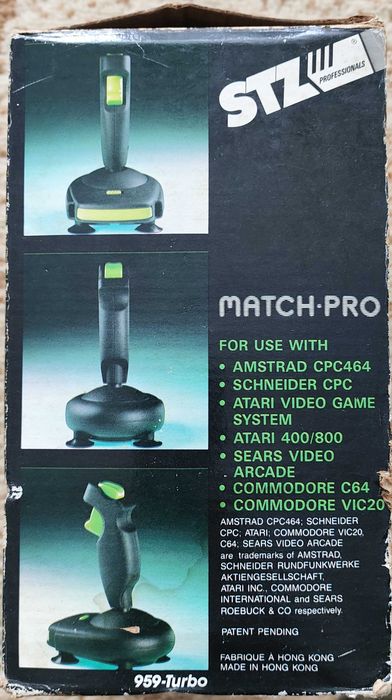 STZ ®
PROFESSIONALS
MATCH·PRO
FOR USE WITH
• AMSTRAD CPC464
• SCHNEIDER CPC
• ATARI VIDEO GAME
SYSTEM
• ATARI 400/800
• SEARS VIDEO
ARCADE
• COMMODORE C64
• COMMODORE VIC20
AMSTRAD CPC464; SCHNEIDER
CPC; ATARI; COMMODORE VIC20,
C64; SEARS VIDEO ARCADE
are trademarks of AMSTRAD,
SCHNEIDER RUNDFUNKWERKE
AKTIENGESELLSCHAFT,
ATARI INC., COMMODORE
INTERNATIONAL and SEARS
ROEBUCK & CO respectively.
PATENT PENDING
FABRIQUE À HONG KONG
MADE IN HONG KONG
959-Turbo